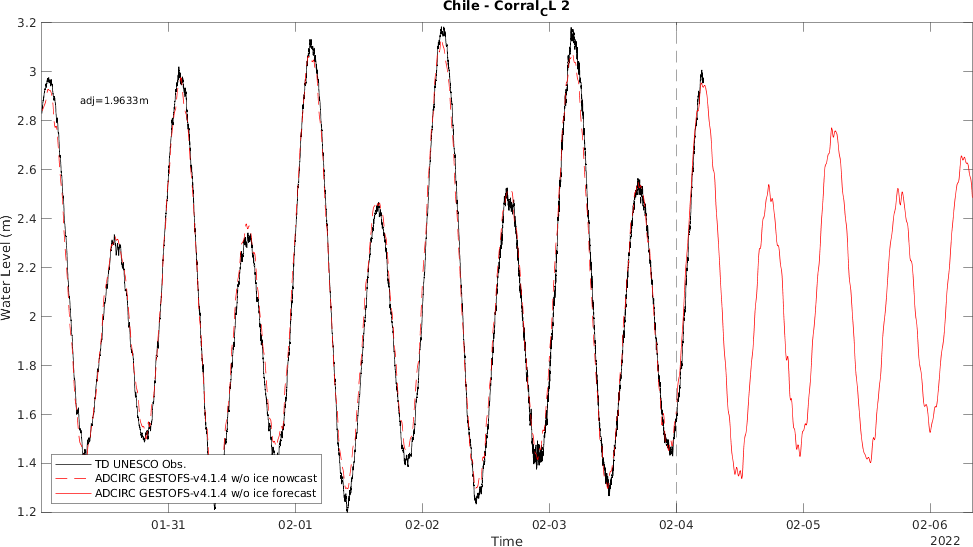 Chile - Corral_CL 2
3.2
3
2.8
2.6
2.4
2.2
2
1.8
1.6
1.4
1.2
Water Level (m)
adj=1.9633m
TD UNESCO Obs.
ADCIRC GESTOFS-v4.1.4 w/o ice nowcast
ADCIRC GESTOFS-v4.1.4 w/o ice forecast
01-31
02-01
02-02
02-03
02-04
02-05
02-06
Time
2022